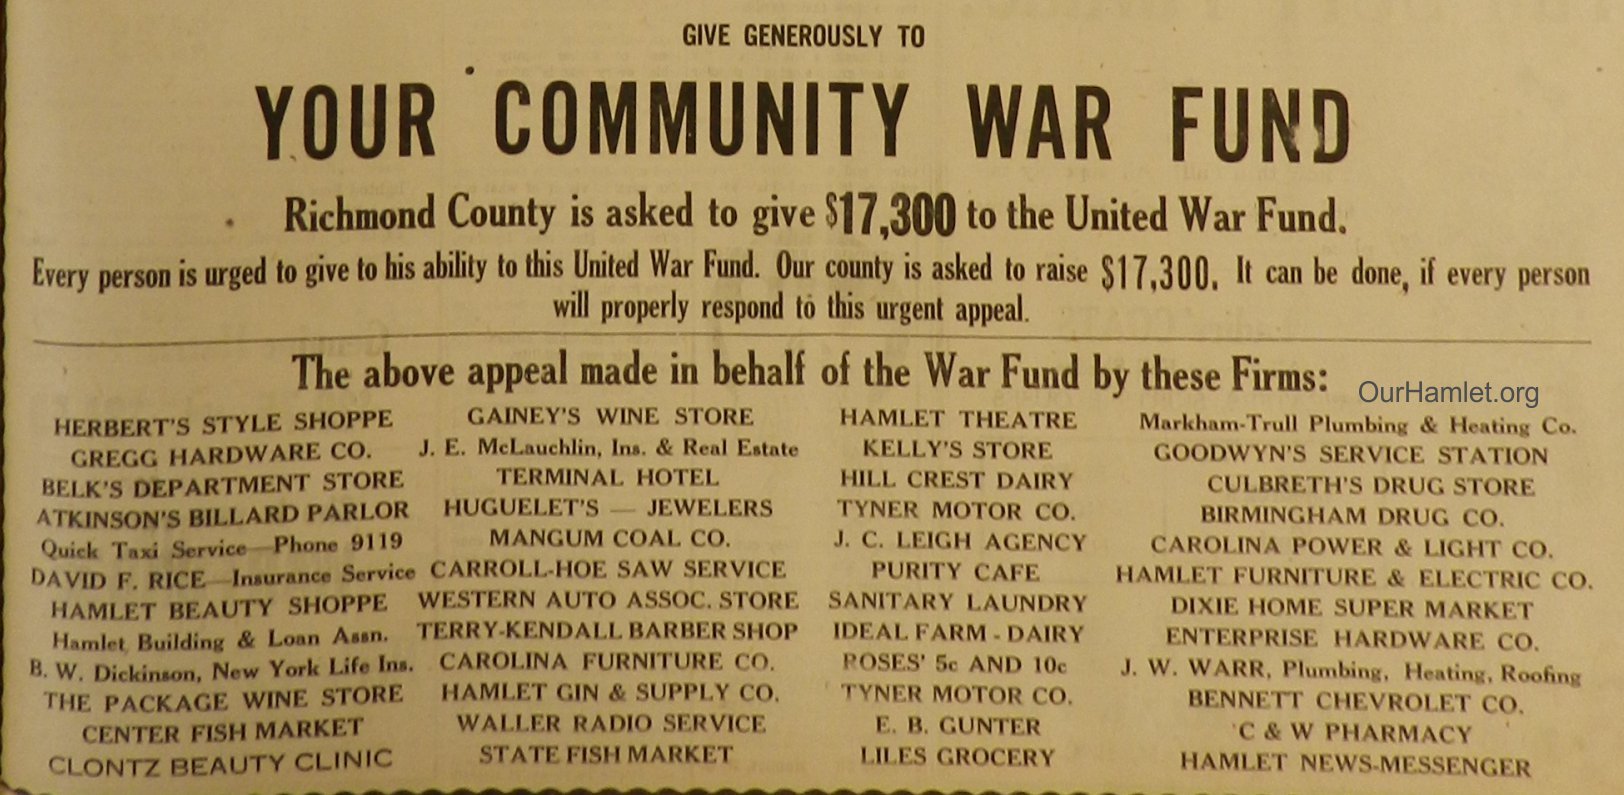 GIVE GENEROUSLY TO
YOUR COMMUNITY WAR FUND
Richmond County is asked to give $17,300 to the United War Fund.
Every person is urged to give to his ability to this United War Fund. Our county is asked to raise $17,300. It can be done, if every person
will properly respond to this urgent appeal.
The above appeal made in behalf of the War Fund by these Firms:
OurHamlet.org
HERBERT'S STYLE SHOPPE
GREGG HARDWARE CO.
BELK'S DEPARTMENT STORE
ATKINSON'S BILLARD PARLOR
Quick Taxi Service—Phone 9119
DAVID F. RICE—Insurance Service
HAMLET BEAUTY SHOPPE
Hamlet Building & Loan Assn.
B. W. Dickinson, New York Life Ins.
THE PACKAGE WINE STORE
CENTER FISH MARKET
CLONTZ BEAUTY CLINIC
GAINEY'S WINE STORE
J. E. McLauchlin, Ins. & Real Estate
TERMINAL HOTEL
HUGUELET'S — JEWELERS
MANGUM COAL CO.
CARROLL-HOE SAW SERVICE
WESTERN AUTO ASSOC. STORE
TERRY-KENDALL BARBER SHOP
CAROLINA FURNITURE CO.
HAMLET GIN & SUPPLY CO.
WALLER RADIO SERVICE
STATE FISH MARKET
HAMLET THEATRE
KELLY'S STORE
HILL CREST DAIRY
TYNER MOTOR CO.
J. C. LEIGH AGENCY
PURITY CAFE
SANITARY LAUNDRY
IDEAL FARM - DAIRY
ROSES' 5c AND 10c
TYNER MOTOR CO.
E. B. GUNTER
LILES GROCERY
Markham-Trull Plumbing & Heating Co.
GOODWYN'S SERVICE STATION
CULBRETH'S DRUG STORE
BIRMINGHAM DRUG CO.
CAROLINA POWER & LIGHT CO.
HAMLET FURNITURE & ELECTRIC CO.
DIXIE HOME SUPER MARKET
ENTERPRISE HARDWARE CO.
J. W. WARR, Plumbing, Heating, Roofing
BENNETT CHEVROLET CO.
C & W PHARMACY
HAMLET NEWS-MESSENGER